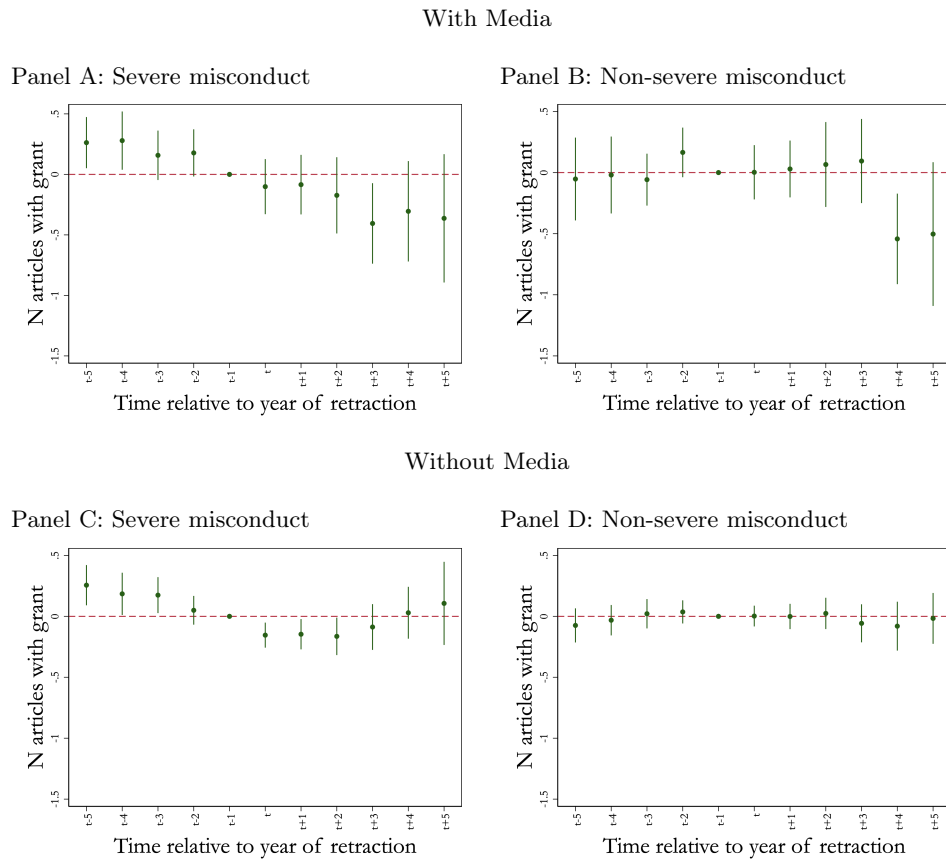 With Media
Panel A: Severe misconduct
N articles with grant
.5
0
-.5
-1
-1.5
t-5 t-4 t-3 t-2 t-1 t t+1 t+2 t+3 t+4 t+5
Time relative to year of retraction
Panel B: Non-severe misconduct
N articles with grant
.5
0
-.5
-1
-1.5
t-5 t-4 t-3 t-2 t-1 t t+1 t+2 t+3 t+4 t+5
Time relative to year of retraction
Without Media
Panel C: Severe misconduct
N articles with grant
.5
0
-.5
-1
-1.5
t-5 t-4 t-3 t-2 t-1 t t+1 t+2 t+3 t+4 t+5
Time relative to year of retraction
Panel D: Non-severe misconduct
N articles with grant
.5
0
-.5
-1
-1.5
t-5 t-4 t-3 t-2 t-1 t t+1 t+2 t+3 t+4 t+5
Time relative to year of retraction